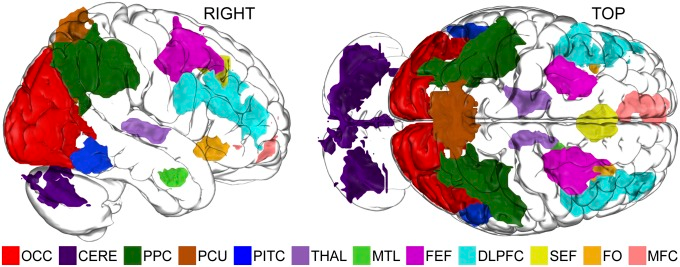 RIGHT TOP
OCC CERE PPC PCU PITC THAL MTL FEF DLPFC SEF FO MFC